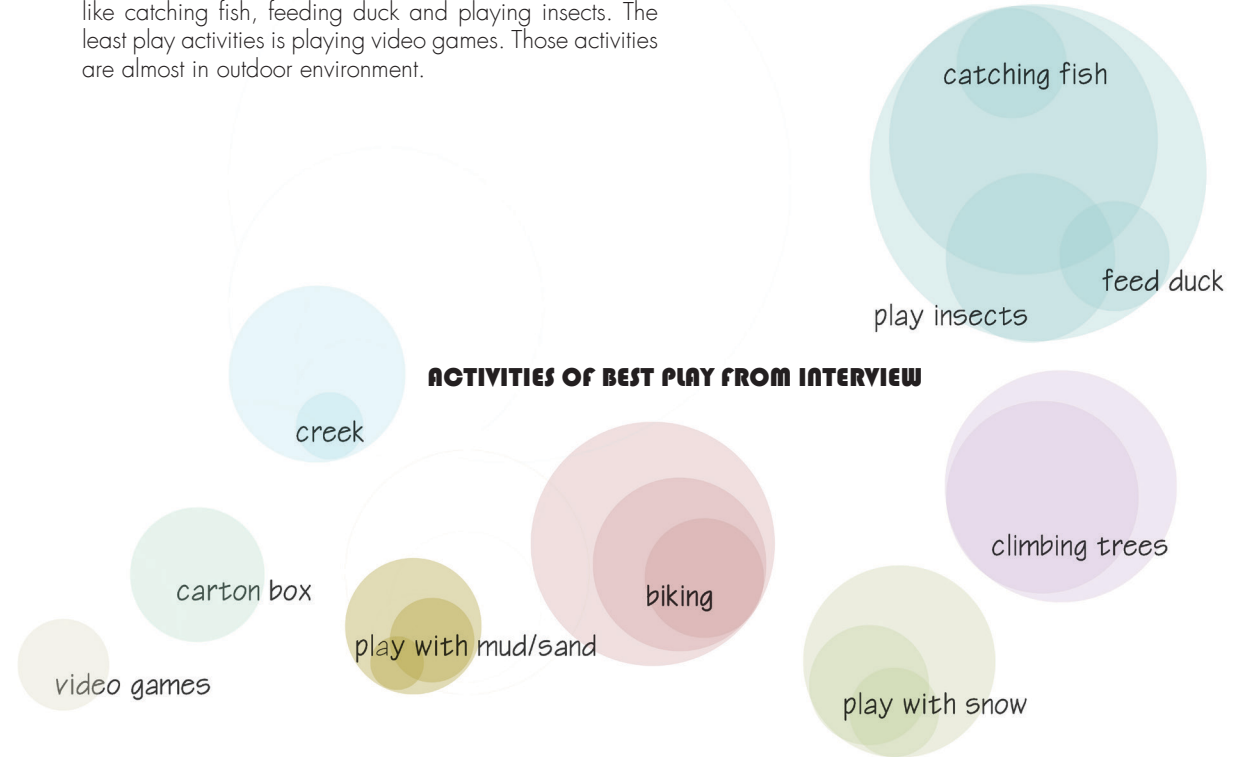 like catching fish, feeding duck and playing insects. The
least play activities is playing video games. Those activities
are almost in outdoor environment.
catching fish
feed duck
play insects
ACTIVITIES OF BEST PLAY FROM INTERVIEW
creek
climbing trees
carton box
biking
play with mud/sand
video games
play with snow